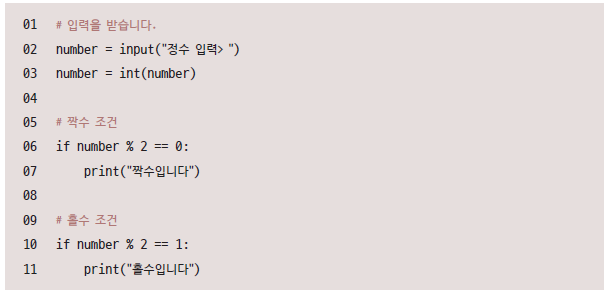 01 # 입력을 받습니다.
02 number = input("정수 입력> ")
03 number = int(number)
04
05 # 짝수 조건
06 if number % 2 == 0:
07     print("짝수입니다")
08
09 # 홀수 조건
10 if number % 2 == 1:
11     print("홀수입니다")